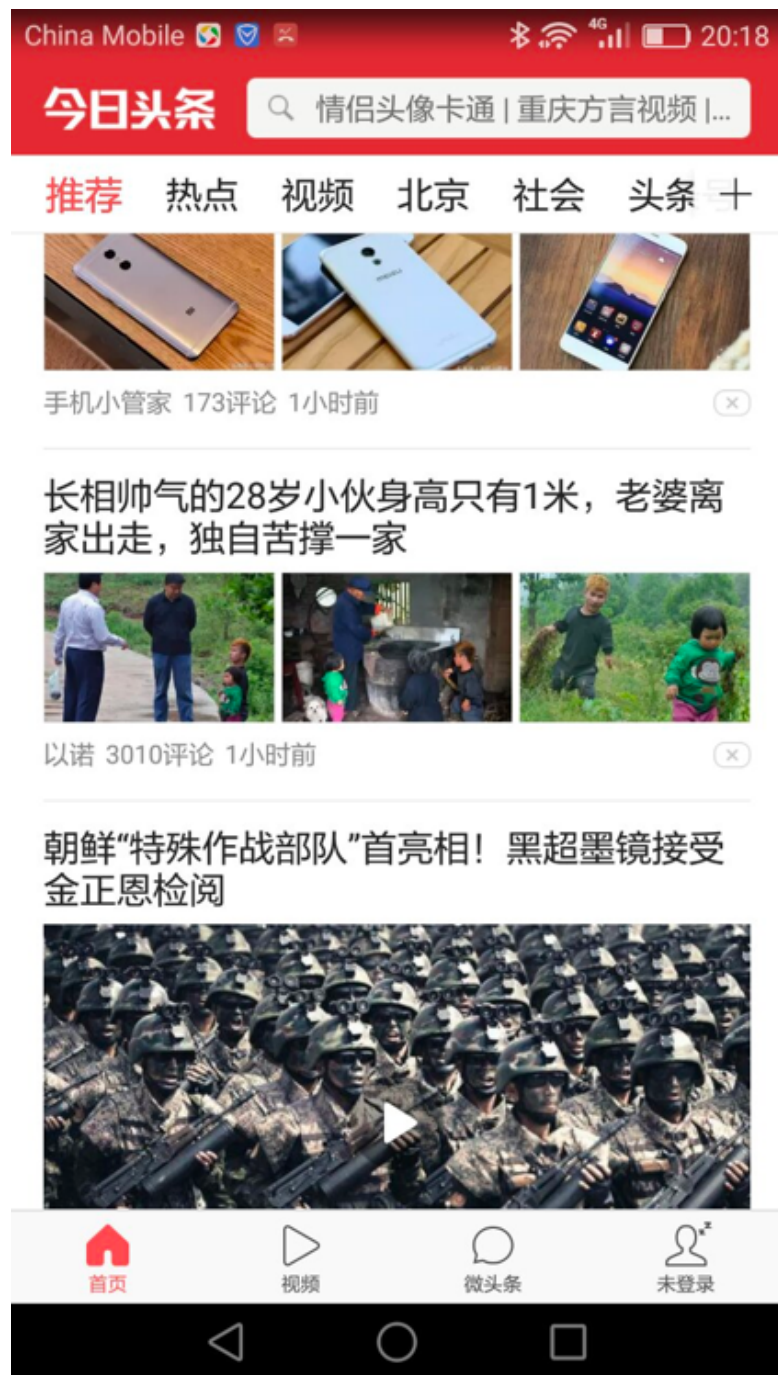 China Mobile 4G 20:18
今日头条 情侣头像卡通 | 重庆方言视频 |...
推荐 热点 视频 北京 社会 头条号
手机小管家 173评论 1小时前
长相帅气的28岁小伙身高只有1米，老婆离
家出走，独自苦撑一家
以诺 3010评论 1小时前
朝鲜“特殊作战部队”首亮相！黑超墨镜接受
金正恩检阅
首页 视频 微头条 未登录